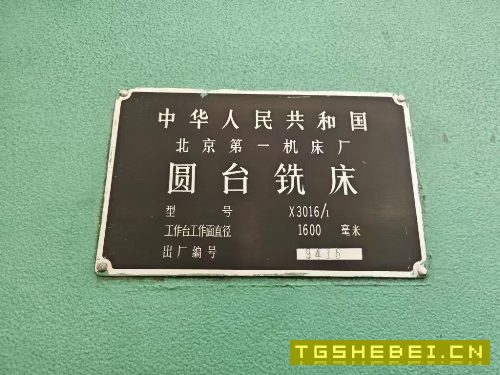 中华人民共和国
北京第一机床厂
圆台铣床
型 号 X3016/1
工作台工作面直径 1600 毫米
出厂编号 9415
TGSHEBEI.CN